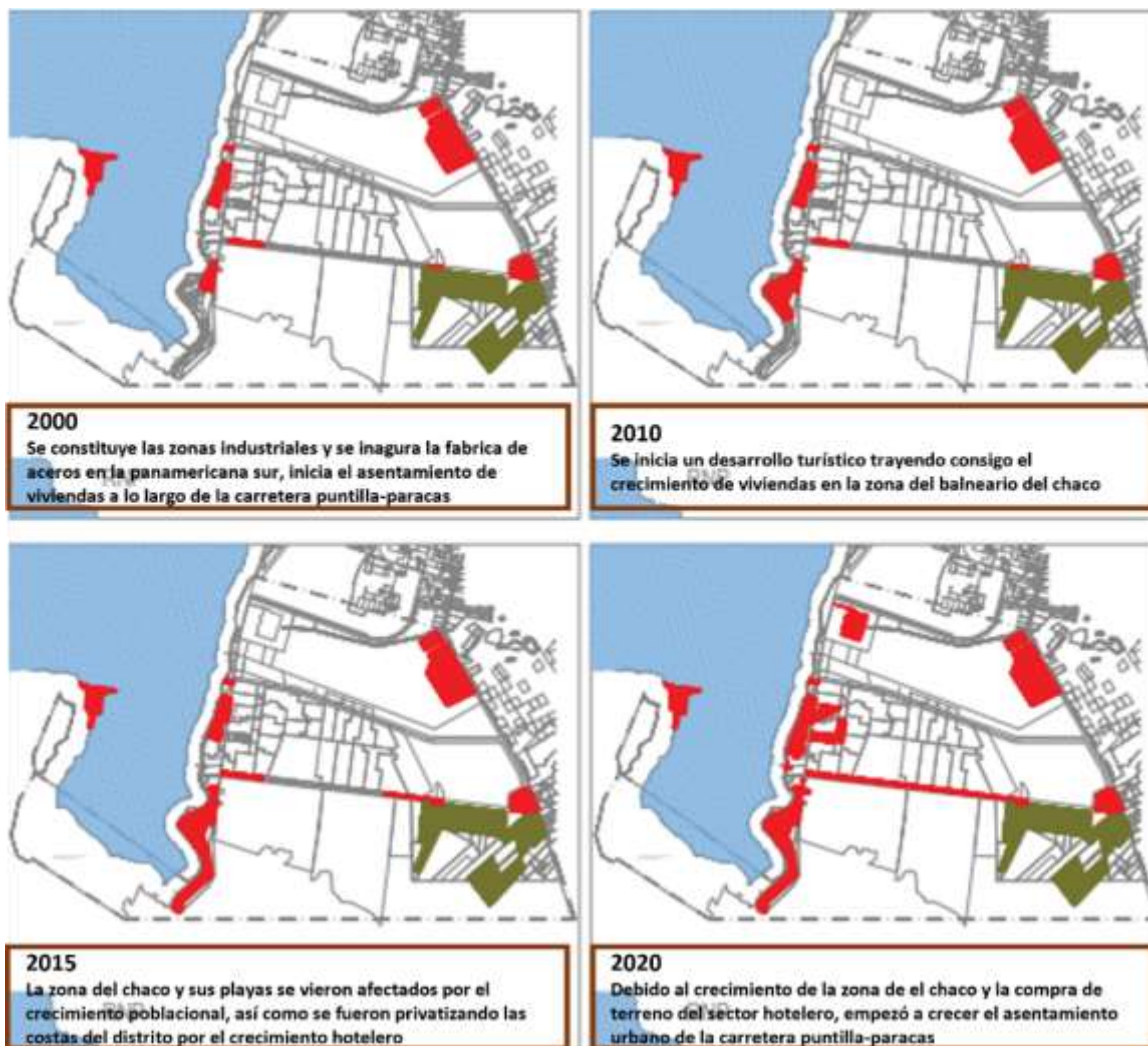 2000
Se constituye las zonas industriales y se inagura la fabrica de
aceros en la panamericana sur, inicia el asentamiento de
viviendas a lo largo de la carretera puntilla-paracas
RNP
2010
Se inicia un desarrollo turístico trayendo consigo el
crecimiento de viviendas en la zona del balneario del chaco
RNP
2015
La zona del chaco y sus playas se vieron afectados por el
crecimiento poblacional, así como se fueron privatizando las
costas del distrito por el crecimiento hotelero
RNP
2020
Debido al crecimiento de la zona de el chaco y la compra de
terreno del sector hotelero, empezó a crecer el asentamiento
urbano de la carretera puntilla-paracas
RNP